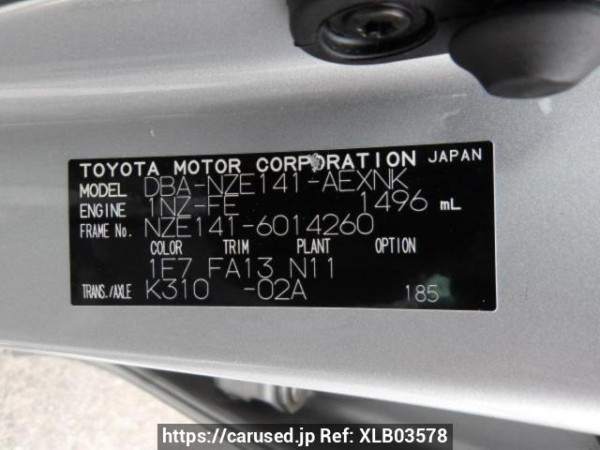 TOYOTA MOTOR CORPORATION JAPAN
MODEL DBA-NZE141-AEXNK
ENGINE 1NZ-FE 1496 mL
FRAME No. NZE141-6014260
COLOR TRIM PLANT OPTION
1E7 FA13 N11
TRANS./AXLE K310 -02A 185
https://carused.jp Ref: XLB03578